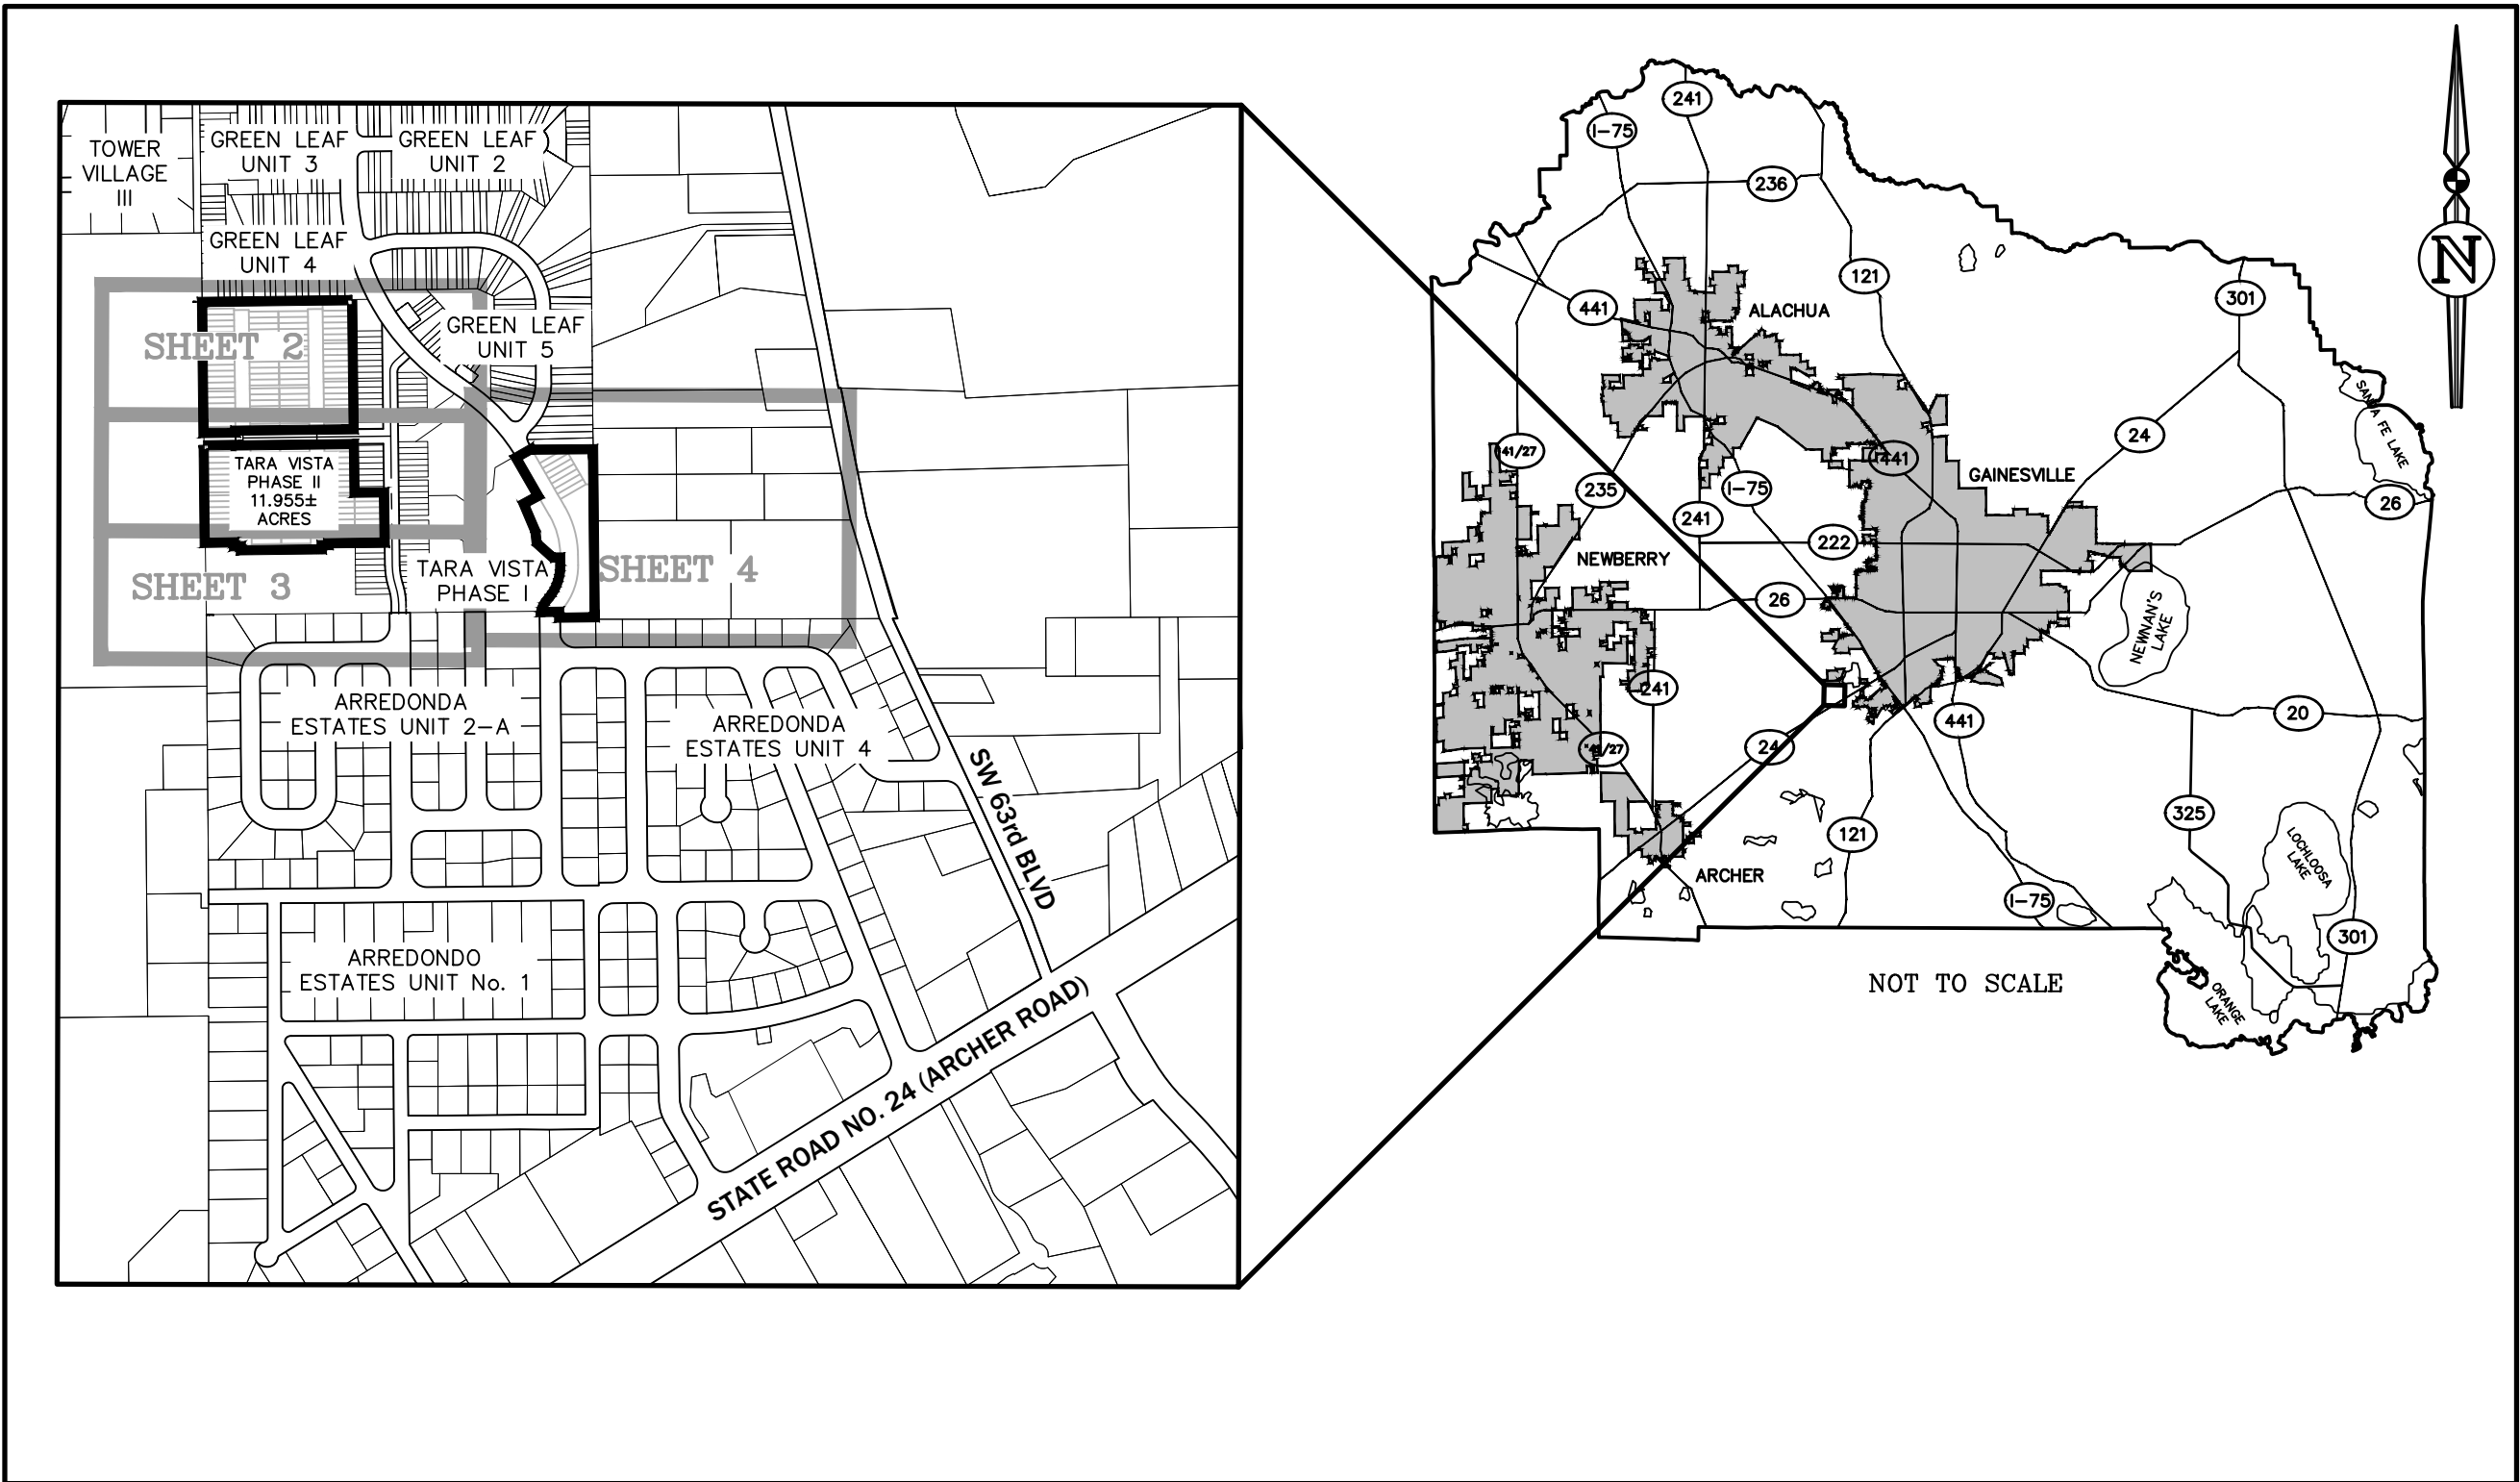 TOWER
VILLAGE
III
GREEN LEAF
UNIT 3
GREEN LEAF
UNIT 2
GREEN LEAF
UNIT 4
GREEN LEAF
UNIT 5
SHEET 2
TARA VISTA
PHASE II
11.955±
ACRES
SHEET 3
TARA VISTA
PHASE I
SHEET 4
ARREDONDA
ESTATES UNIT 2-A
ARREDONDA
ESTATES UNIT 4
SW 63rd BLVD
ARREDONDO
ESTATES UNIT No. 1
STATE ROAD NO. 24 (ARCHER ROAD)
241
I-75
236
121
441
ALACHUA
301
SANTA FE LAKE
24
41/27
441
GAINESVILLE
235
I-75
26
241
222
NEWBERRY
26
NEWNAN'S
LAKE
241
441
20
41/27
24
325
121
LOCHLOOSA
LAKE
ARCHER
I-75
301
NOT TO SCALE
ORANGE
LAKE
N